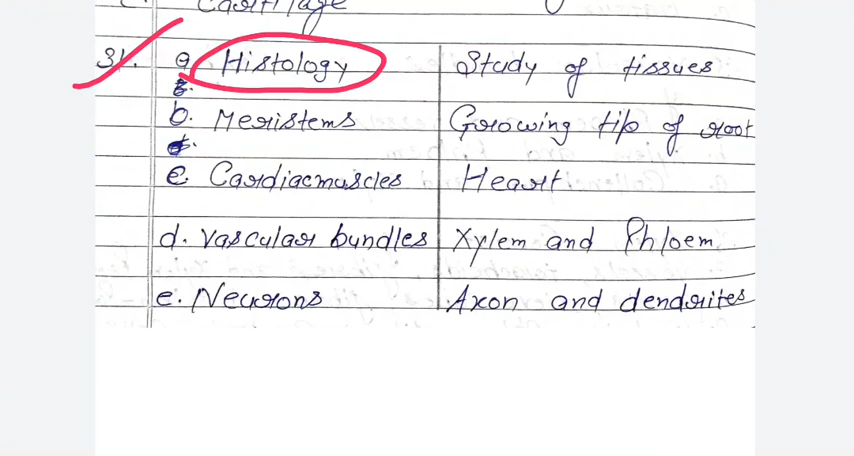 Cartilage
31. a Histology Study of tissues
b. Meristems Growing tip of root
c. Cardiacmuscles Heart.
d. Vascular bundles Xylem and Phloem
e. Neurons Axon and dendrites